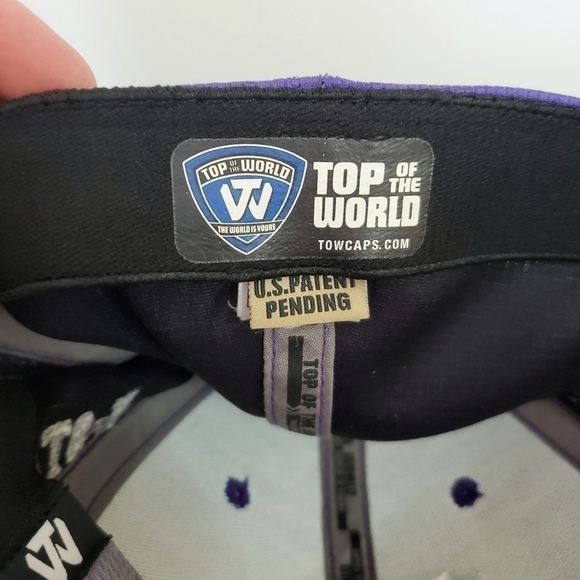 TOP OF THE WORLD
TW
THE WORLD IS YOURS
TOP OF THE
WORLD
TOWCAPS.COM
U.S. PATENT
PENDING
TOP OF THE
TW